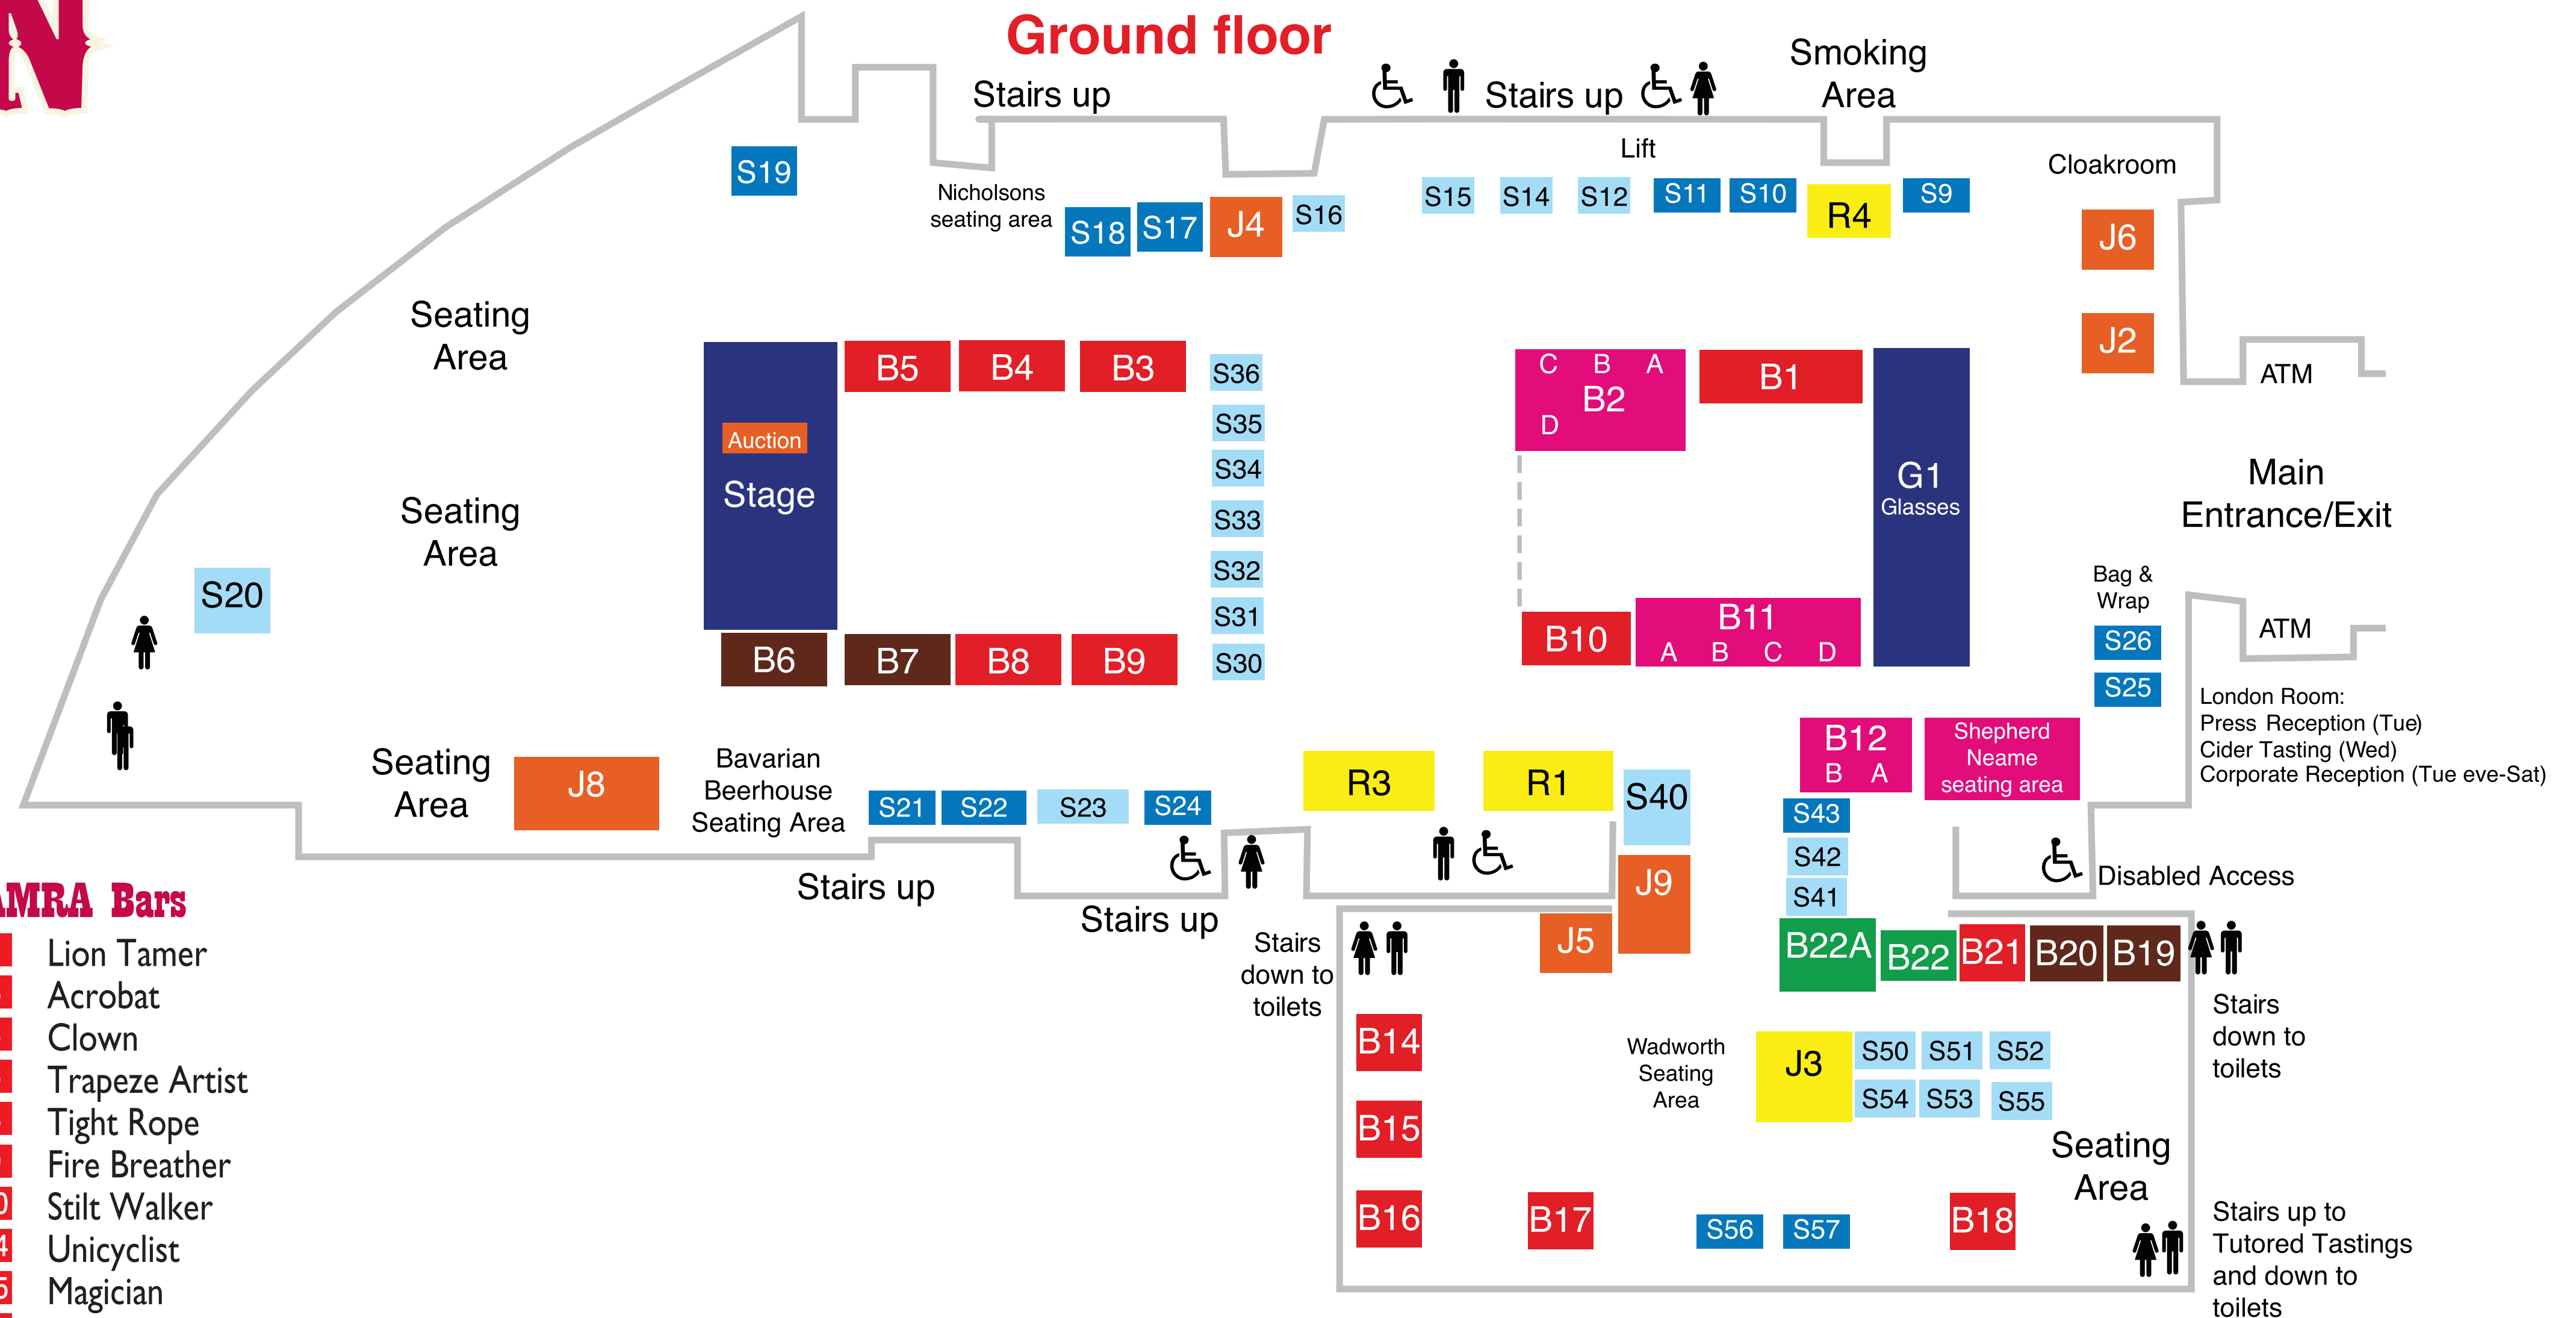 N
Ground floor
Stairs up
Stairs up
Smoking
Area
Lift
Cloakroom
S19
Nicholsons
seating area
S18
S17
J4
S16
S15
S14
S12
S11
S10
R4
S9
J6
J2
Seating
Area
B5
B4
B3
S36
S35
S34
S33
S32
S31
S30
Auction
Stage
C B A
B2
D
B1
G1
Glasses
ATM
Main
Entrance/Exit
Seating
Area
S20
B6
B7
B8
B9
B10
B11
A B C D
Bag &
Wrap
S26
S25
ATM
London Room:
Press Reception (Tue)
Cider Tasting (Wed)
Corporate Reception (Tue eve-Sat)
Seating
Area
J8
Bavarian
Beerhouse
Seating Area
S21
S22
S23
S24
R3
R1
S40
B12
B A
Shepherd
Neame
seating area
S43
S42
S41
Stairs up
Stairs up
J9
J5
Disabled Access
Stairs
down to
toilets
B22A
B22
B21
B20
B19
Stairs
down to
toilets
B14
B15
B16
B17
Wadworth
Seating
Area
J3
S50
S51
S52
S54
S53
S55
Seating
Area
S56
S57
B18
Stairs up to
Tutored Tastings
and down to
toilets
AMRA Bars
Lion Tamer
Acrobat
Clown
Trapeze Artist
Tight Rope
Fire Breather
0 Stilt Walker
4 Unicyclist
5 Magician